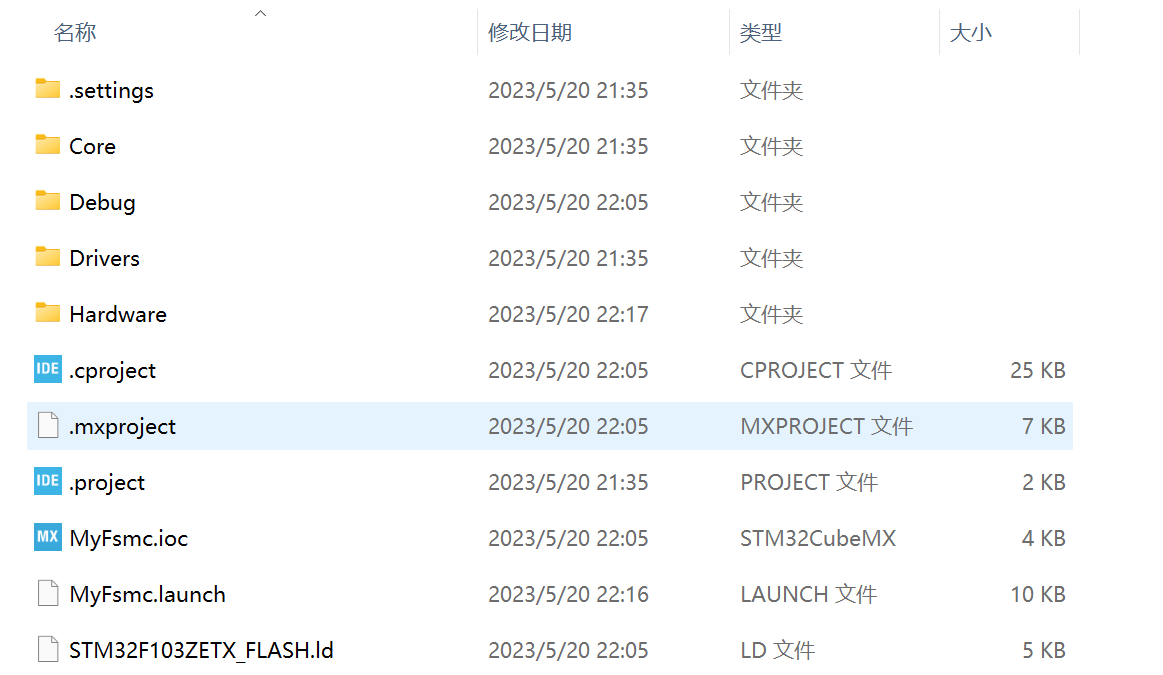 名称 修改日期 类型 大小
.settings 2023/5/20 21:35 文件夹
Core 2023/5/20 21:35 文件夹
Debug 2023/5/20 22:05 文件夹
Drivers 2023/5/20 21:35 文件夹
Hardware 2023/5/20 22:17 文件夹
IDE .cproject 2023/5/20 22:05 CPROJECT 文件 25 KB
.mxproject 2023/5/20 22:05 MXPROJECT 文件 7 KB
IDE .project 2023/5/20 21:35 PROJECT 文件 2 KB
MX MyFsmc.ioc 2023/5/20 22:05 STM32CubeMX 4 KB
MyFsmc.launch 2023/5/20 22:16 LAUNCH 文件 10 KB
STM32F103ZETX_FLASH.ld 2023/5/20 22:05 LD 文件 5 KB